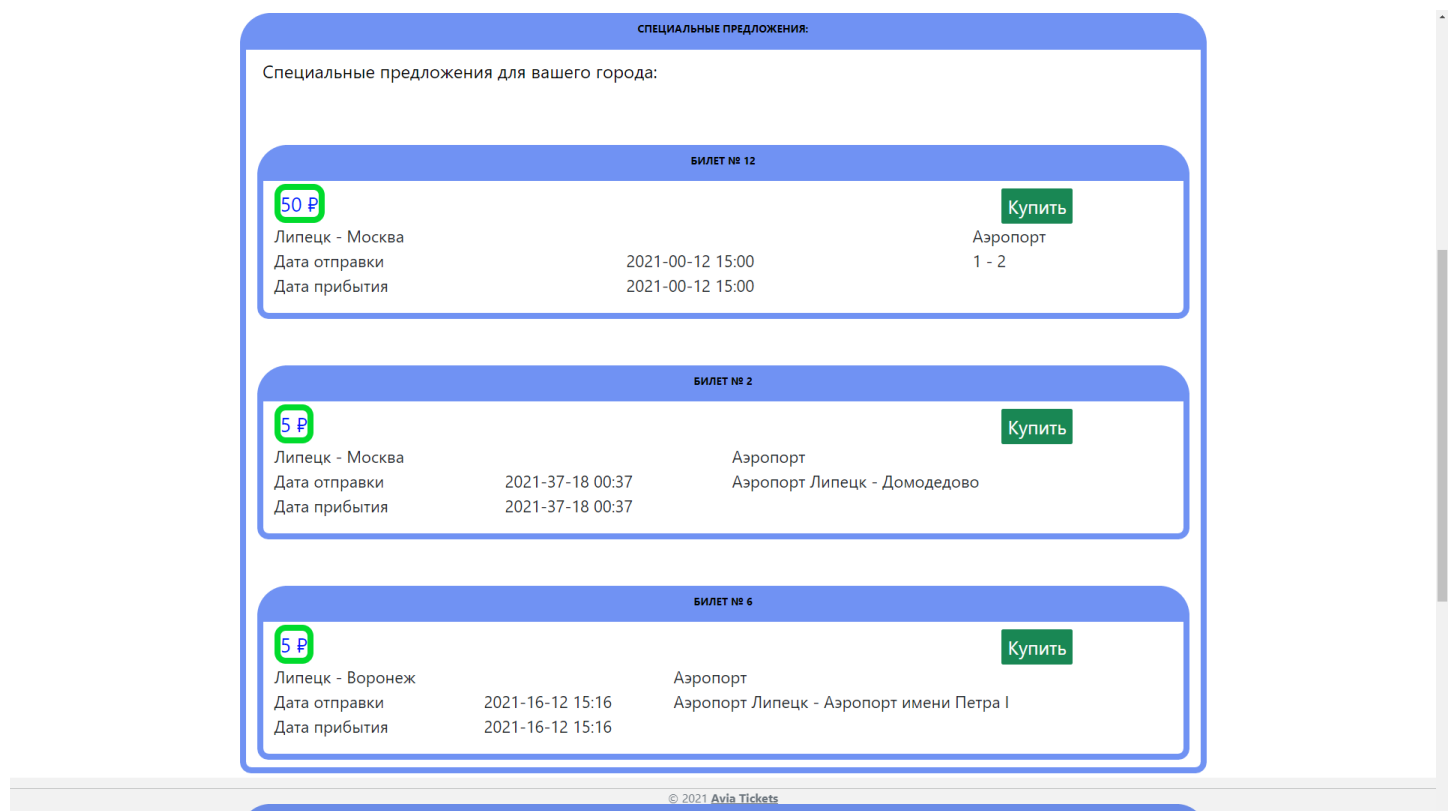 СПЕЦИАЛЬНЫЕ ПРЕДЛОЖЕНИЯ:
Специальные предложения для вашего города:
БИЛЕТ № 12
50 ₽ Купить
Липецк - Москва Аэропорт
Дата отправки 2021-00-12 15:00 1 - 2
Дата прибытия 2021-00-12 15:00
БИЛЕТ № 2
5 ₽ Купить
Липецк - Москва Аэропорт
Дата отправки 2021-37-18 00:37 Аэропорт Липецк - Домодедово
Дата прибытия 2021-37-18 00:37
БИЛЕТ № 6
5 ₽ Купить
Липецк - Воронеж Аэропорт
Дата отправки 2021-16-12 15:16 Аэропорт Липецк - Аэропорт имени Петра I
Дата прибытия 2021-16-12 15:16
© 2021 Avia Tickets